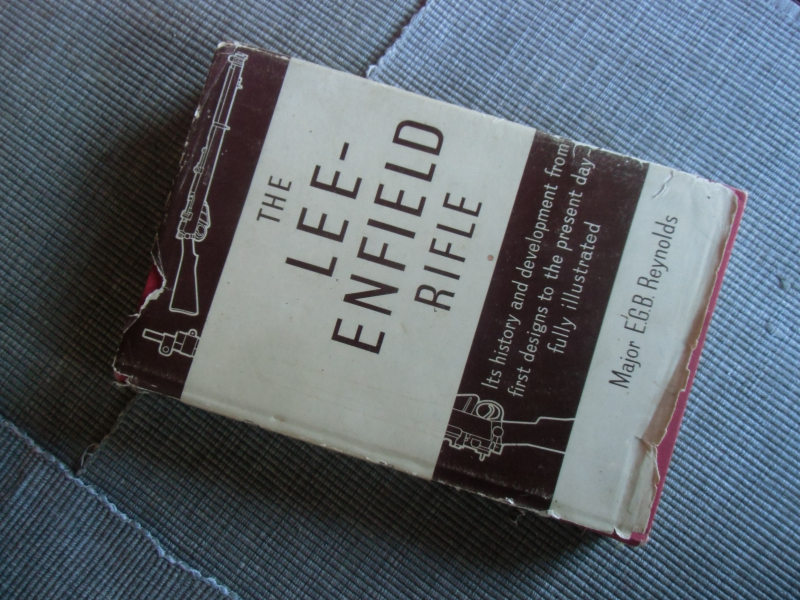 THE
LEE-
ENFIELD
RIFLE
Its history and development from
first designs to the present day
fully illustrated
Major E.G.B. Reynolds